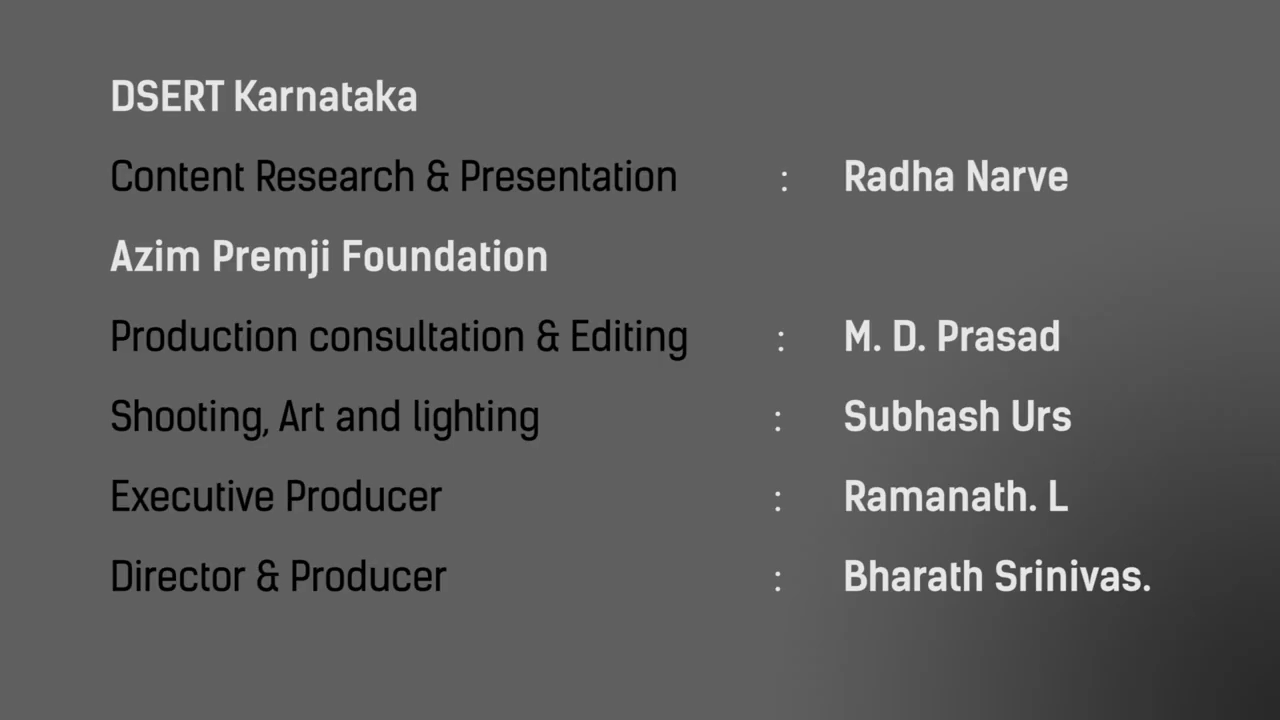 DSERT Karnataka
Content Research & Presentation : Radha Narve
Azim Premji Foundation
Production consultation & Editing : M. D. Prasad
Shooting, Art and lighting : Subhash Urs
Executive Producer : Ramanath. L
Director & Producer : Bharath Srinivas.